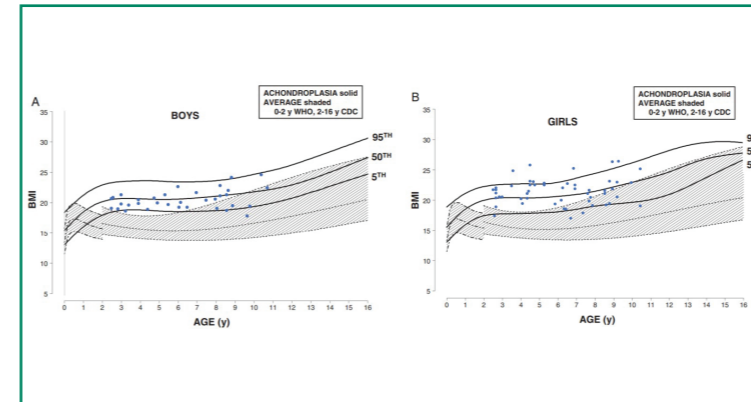 A
BOYS
ACHONDROPLASIA solid
AVERAGE shaded
0-2 y WHO, 2-16 y CDC
35
30
25
20
15
10
5
BMI
95TH
50TH
5TH
0 1 2 3 4 5 6 7 8 9 10 11 12 13 14 15 16
AGE (y)
B
GIRLS
ACHONDROPLASIA solid
AVERAGE shaded
0-2 y WHO, 2-16 y CDC
35
30
25
20
15
10
5
BMI
9
5
5
0 1 2 3 4 5 6 7 8 9 10 11 12 13 14 15 16
AGE (y)